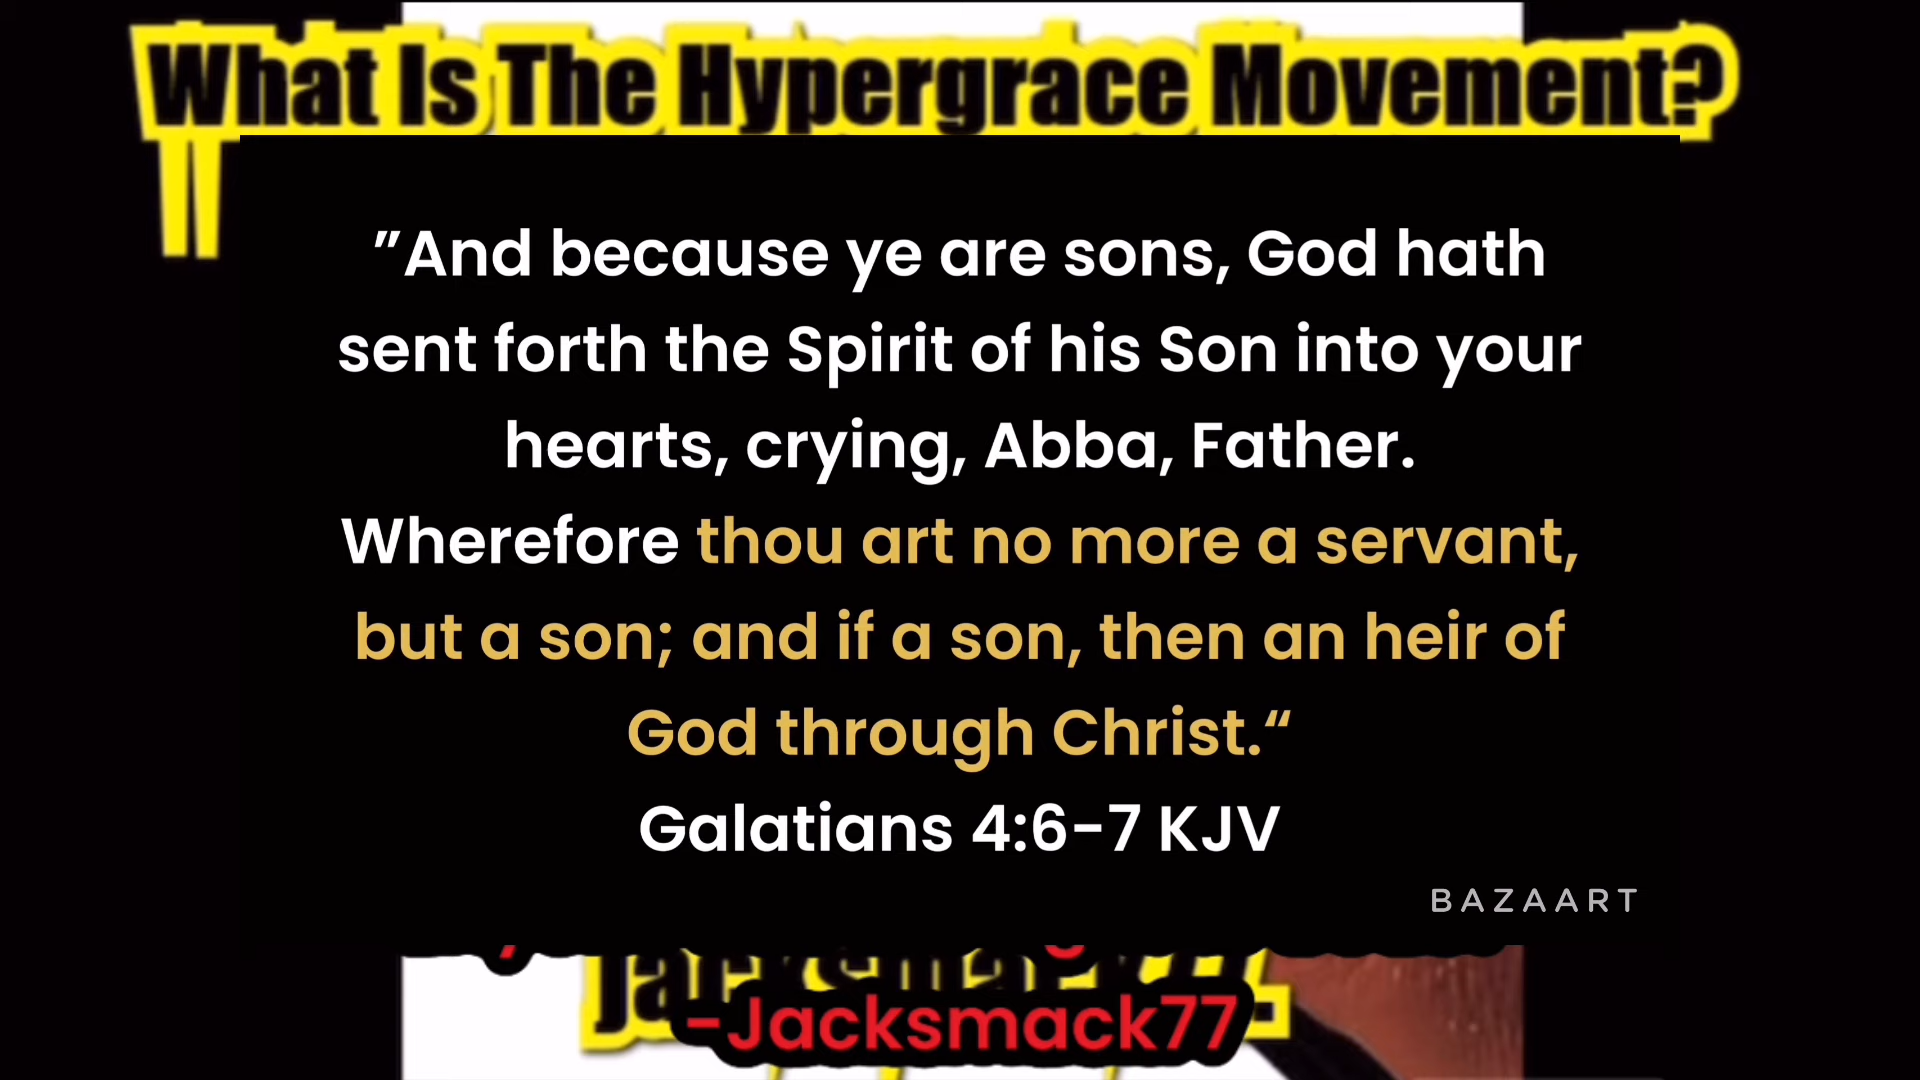 What Is The Hypergrace Movement?
"
"And because ye are sons, God hath
sent forth the Spirit of his Son into your
hearts, crying, Abba, Father.
Wherefore thou art no more a servant,
but a son; and if a son, then an heir of
God through Christ.“
Galatians 4:6-7 KJV
BAZAART
-Jacksmack77